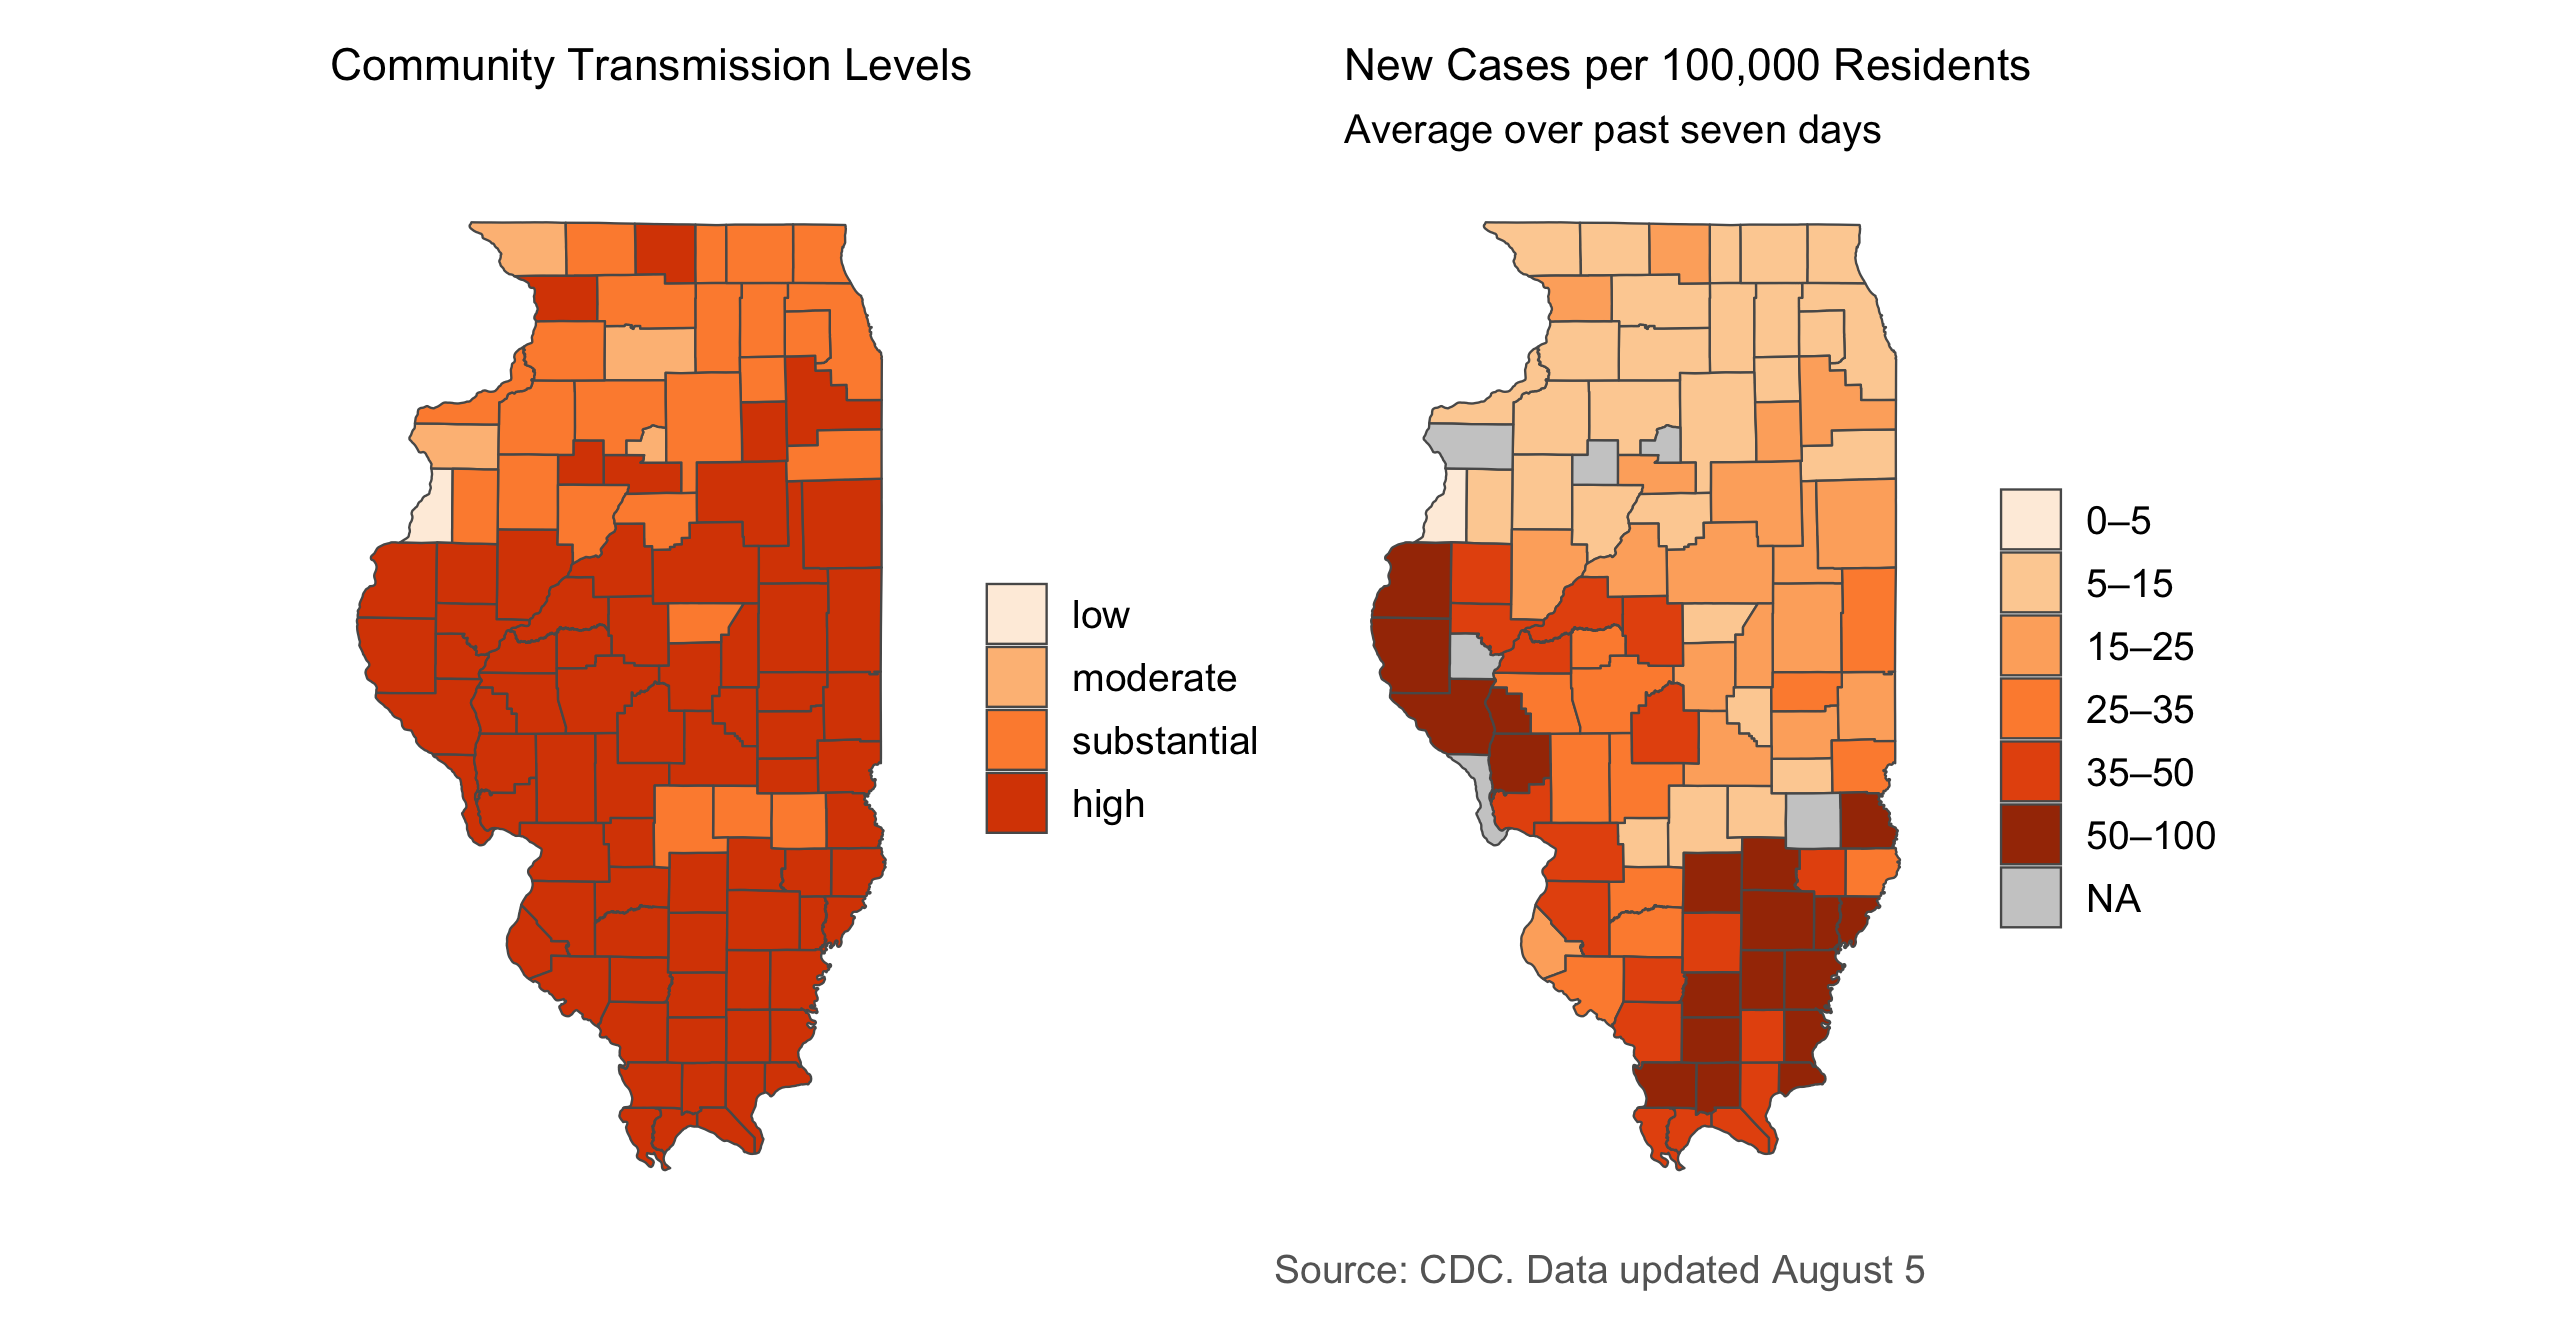 Community Transmission Levels
low
moderate
substantial
high
New Cases per 100,000 Residents
Average over past seven days
0–5
5–15
15–25
25–35
35–50
50–100
NA
Source: CDC. Data updated August 5